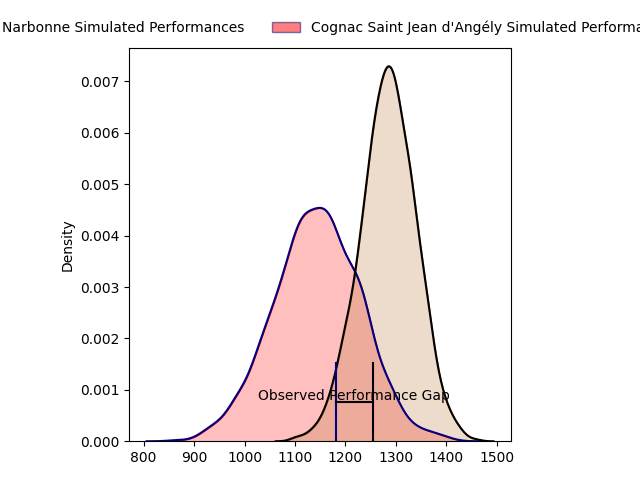 Narbonne Simulated Performances
Cognac Saint Jean d'Angély Simulated
0.007
0.006
0.005
0.004
0.003
0.002
0.001
0.000
Density
Observed Performance Gap
800 900 1000 1100 1200 1300 1400 1500